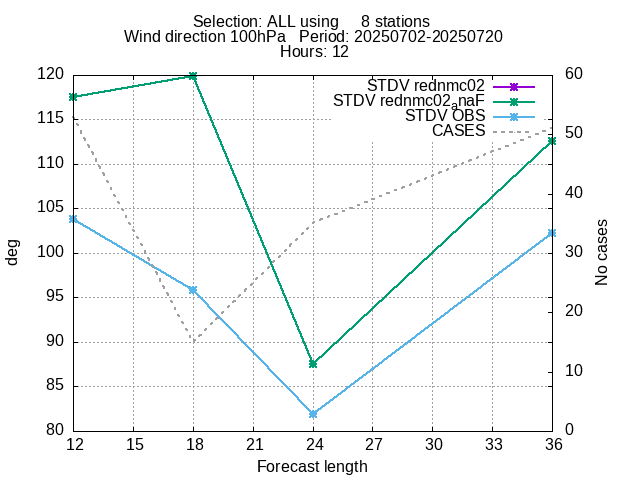 Selection: ALL using     8 stations
Wind direction 100hPa   Period: 20250702-20250720
Hours: 12
STDV rednmc02
STDV rednmc02ₐnaF
STDV OBS
CASES
120
115
110
105
100
95
90
85
80
deg
60
50
40
30
20
10
0
No cases
12 15 18 21 24 27 30 33 36
Forecast length